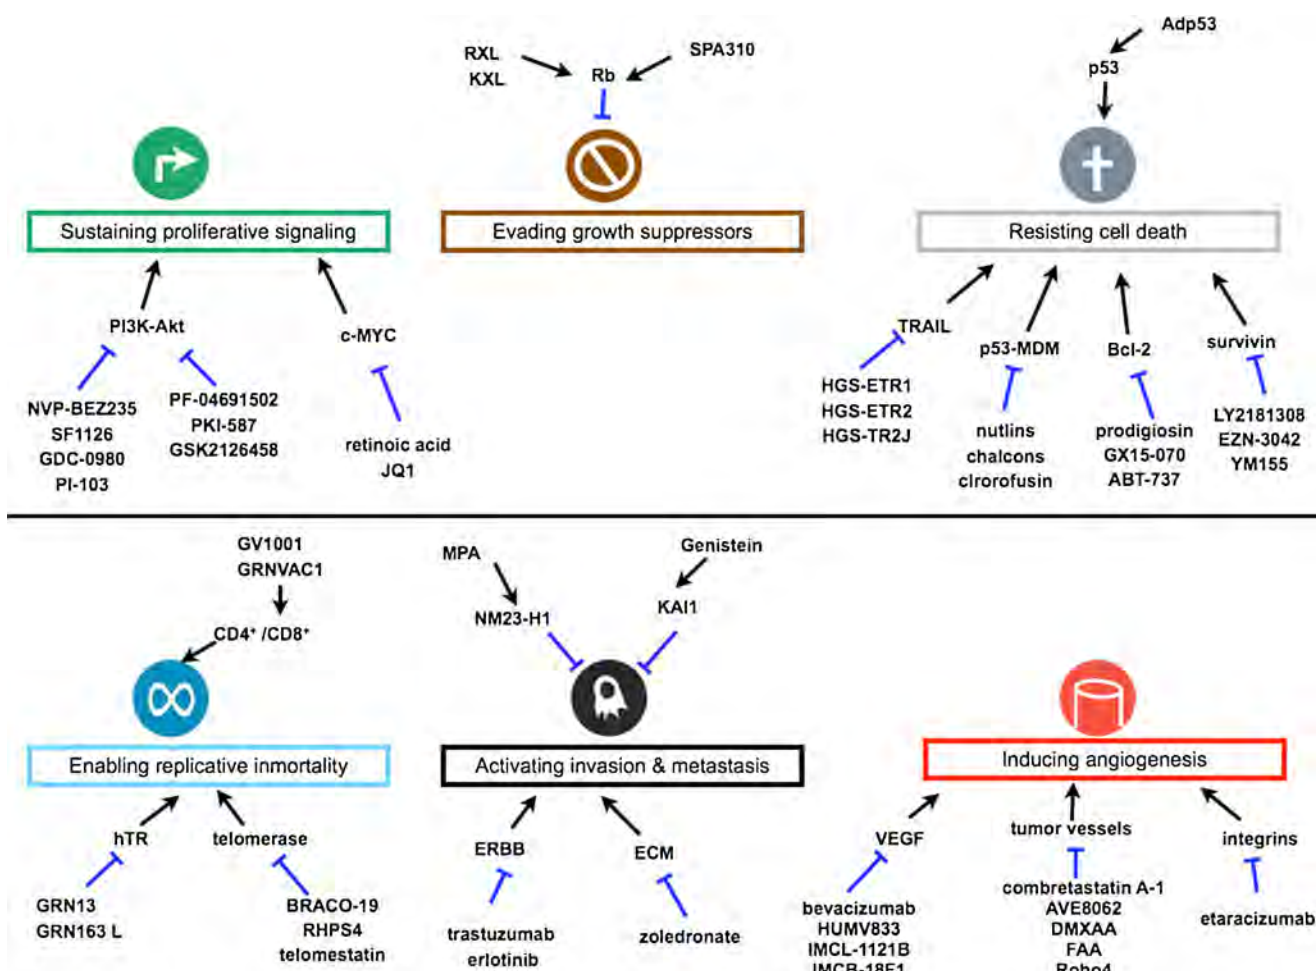 Adp53
RXL
KXL
Rb
SPA310
p53
Sustaining proliferative signaling
Evading growth suppressors
Resisting cell death
PI3K-Akt
c-MYC
TRAIL
p53-MDM
Bcl-2
survivin
NVP-BEZ235
SF1126
GDC-0980
PI-103
PF-04691502
PKI-587
GSK2126458
retinoic acid
JQ1
HGS-ETR1
HGS-ETR2
HGS-TR2J
nutlins
chalcons
clrorofusin
prodigiosin
GX15-070
ABT-737
LY2181308
EZN-3042
YM155
GV1001
GRNVAC1
CD4⁺ /CD8⁺
MPA
NM23-H1
Genistein
KAI1
Enabling replicative inmortality
Activating invasion & metastasis
Inducing angiogenesis
hTR
telomerase
ERBB
ECM
VEGF
tumor vessels
integrins
GRN13
GRN163 L
BRACO-19
RHPS4
telomestatin
trastuzumab
erlotinib
zoledronate
bevacizumab
HUMV833
IMCL-1121B
IMCB-18F1
combretastatin A-1
AVE8062
DMXAA
FAA
Robo4
etaracizumab